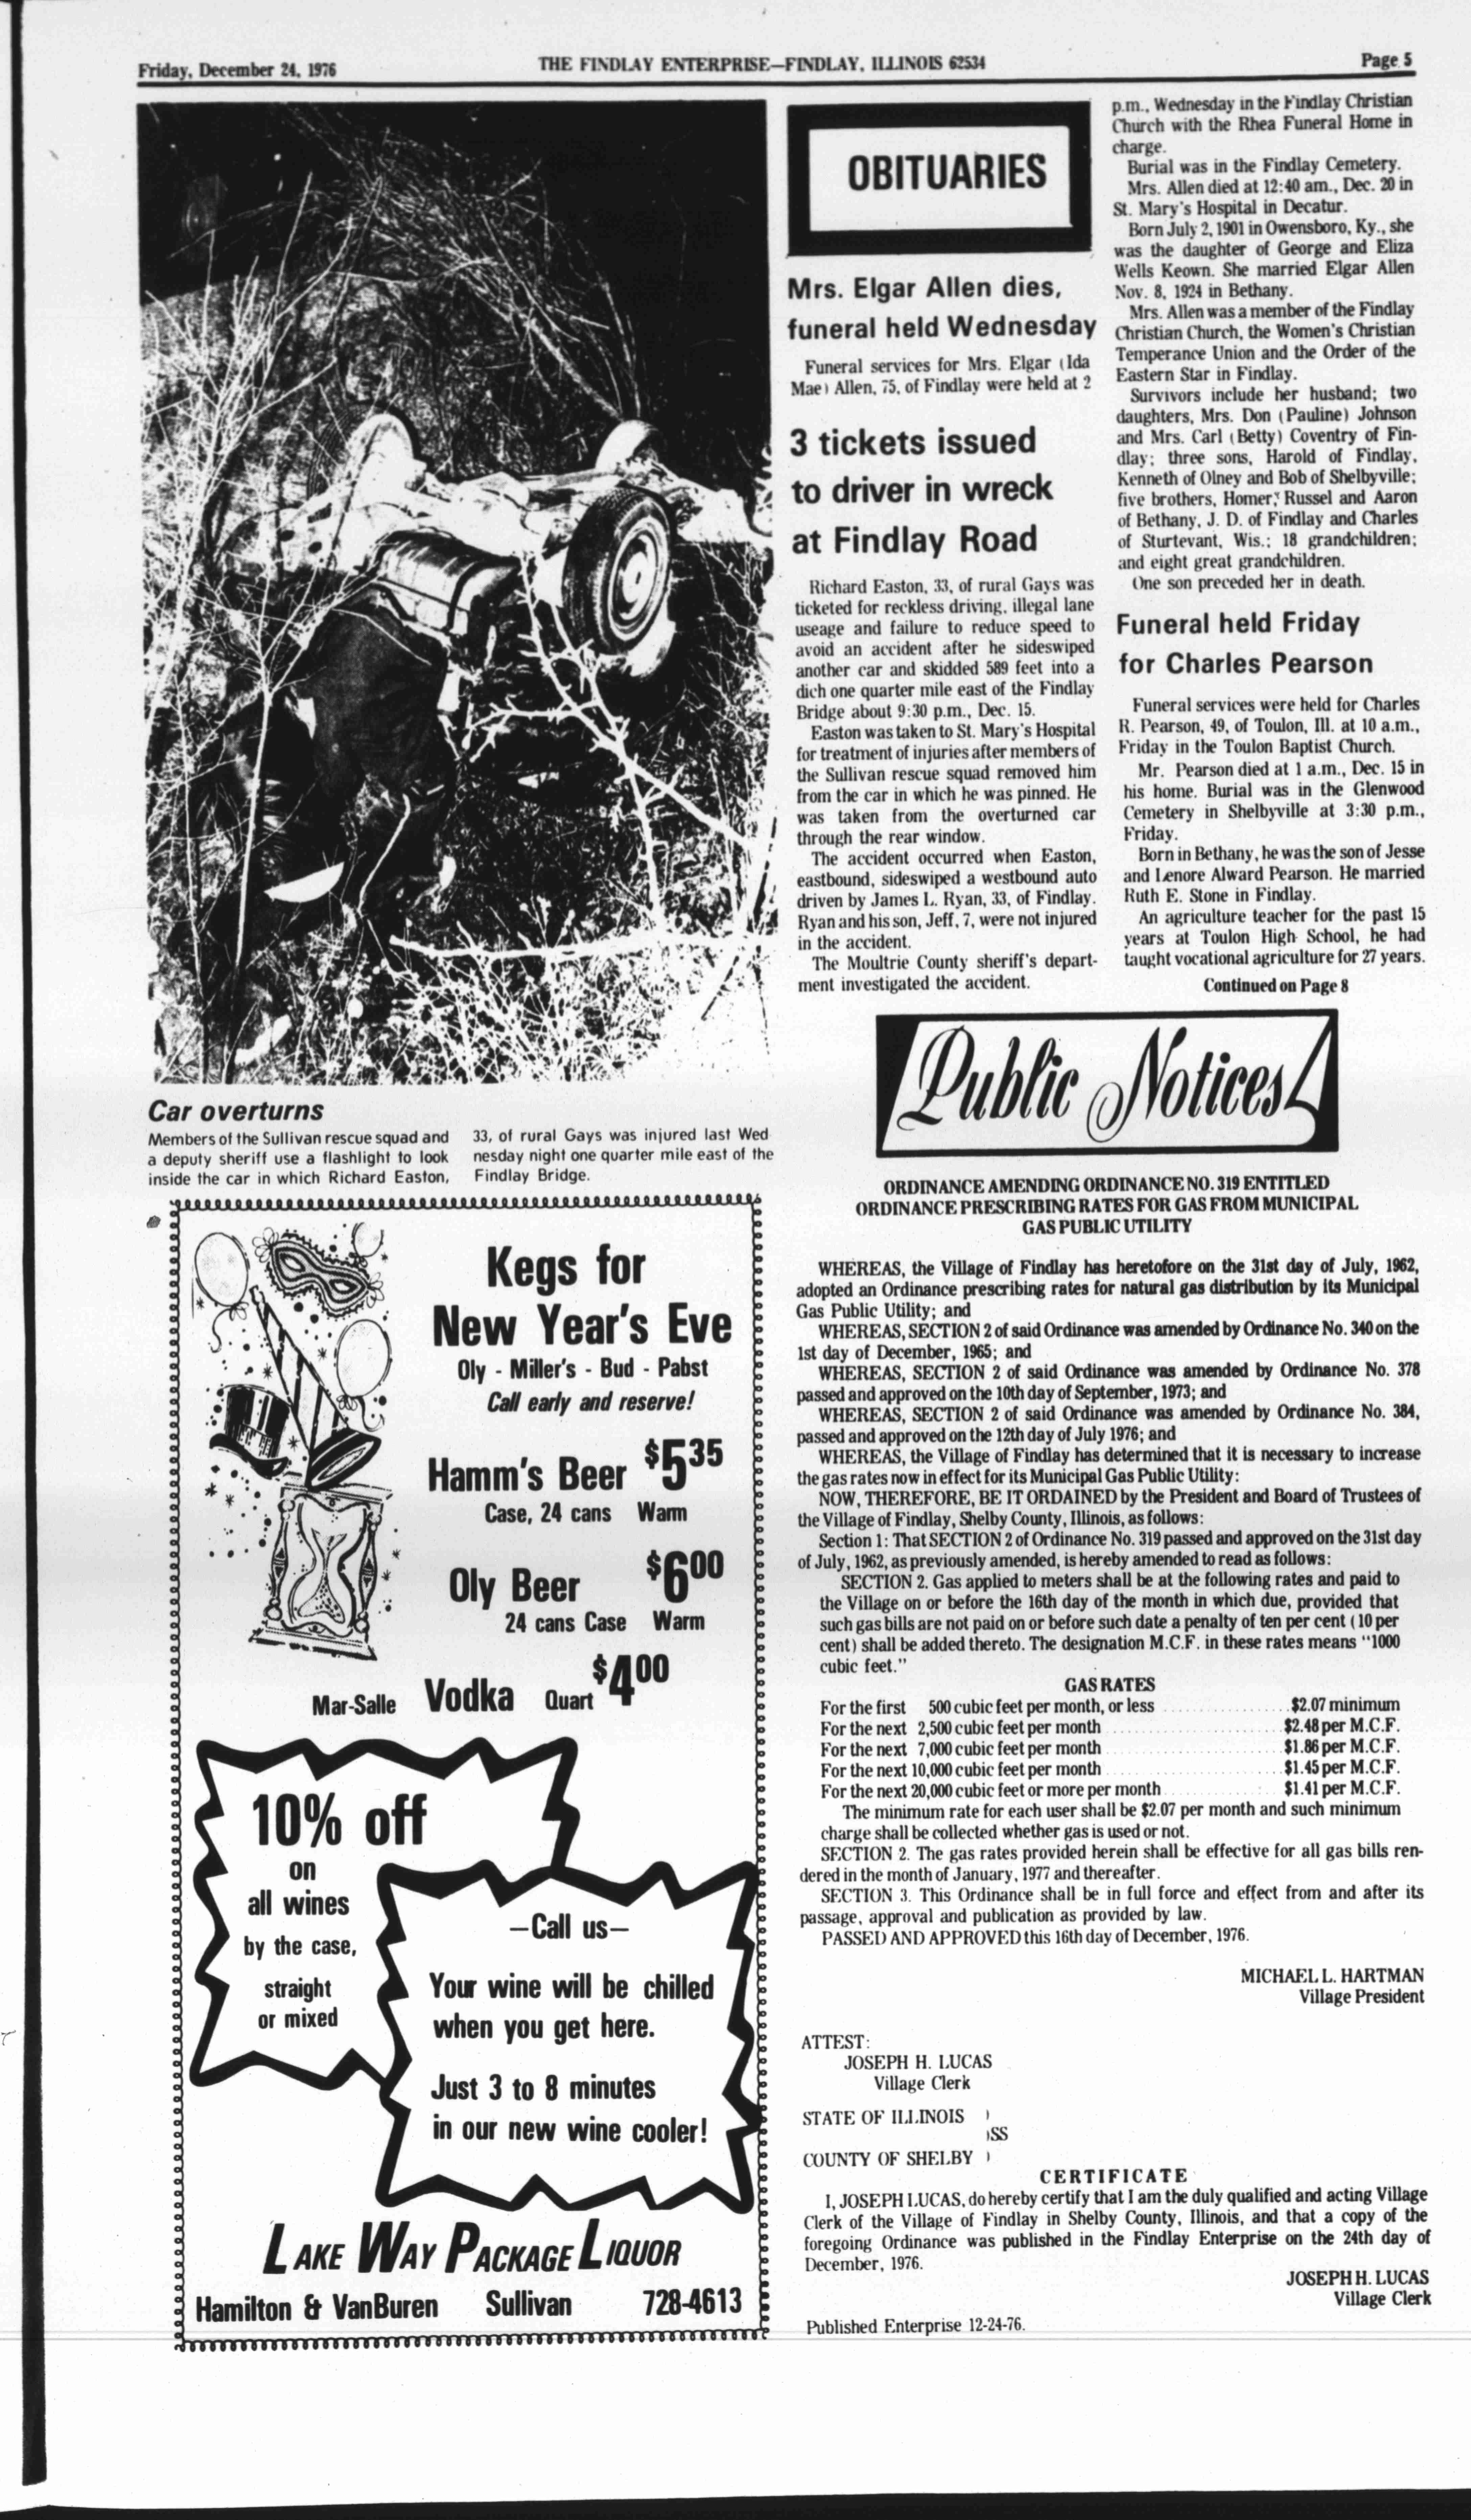 Friday, December 24, 1976
THE FINDLAY ENTERPRISE—FINDLAY, ILLINOIS 62534
Page 5
Car overturns
Members of the Sullivan rescue squad and
a deputy sheriff use a flashlight to look
inside the car in which Richard Easton,
33, of rural Gays was injured last Wed
nesday night one quarter mile east of the
Findlay Bridge.
Kegs for
New Year's Eve
Oly - Miller's - Bud - Pabst
Call early and reserve!
Hamm's Beer $5 35
Case, 24 cans Warm
Oly Beer $6 00
24 cans Case Warm
Mar-Salle Vodka Quart $4 00
10% off
on
all wines
by the case,
straight
or mixed
—Call us—
Your wine will be chilled
when you get here.
Just 3 to 8 minutes
in our new wine cooler!
LAKE WAY PACKAGE LIQUOR
Hamilton & VanBuren Sullivan 728-4613
OBITUARIES
Mrs. Elgar Allen dies,
funeral held Wednesday
Funeral services for Mrs. Elgar (Ida
Mae) Allen, 75, of Findlay were held at 2
p.m., Wednesday in the Findlay Christian
Church with the Rhea Funeral Home in
charge.
Burial was in the Findlay Cemetery.
Mrs. Allen died at 12:40 am., Dec. 20 in
St. Mary's Hospital in Decatur.
Born July 2, 1901 in Owensboro, Ky., she
was the daughter of George and Eliza
Wells Keown. She married Elgar Allen
Nov. 8, 1924 in Bethany.
Mrs. Allen was a member of the Findlay
Christian Church, the Women's Christian
Temperance Union and the Order of the
Eastern Star in Findlay.
Survivors include her husband; two
daughters, Mrs. Don (Pauline) Johnson
and Mrs. Carl (Betty) Coventry of Fin-
dlay; three sons, Harold of Findlay,
Kenneth of Olney and Bob of Shelbyville;
five brothers, Homer, Russel and Aaron
of Bethany, J. D. of Findlay and Charles
of Sturtevant, Wis.; 18 grandchildren;
and eight great grandchildren.
One son preceded her in death.
3 tickets issued
to driver in wreck
at Findlay Road
Richard Easton, 33, of rural Gays was
ticketed for reckless driving, illegal lane
useage and failure to reduce speed to
avoid an accident after he sideswiped
another car and skidded 589 feet into a
dich one quarter mile east of the Findlay
Bridge about 9:30 p.m., Dec. 15.
Easton was taken to St. Mary's Hospital
for treatment of injuries after members of
the Sullivan rescue squad removed him
from the car in which he was pinned. He
was taken from the overturned car
through the rear window.
The accident occurred when Easton,
eastbound, sideswiped a westbound auto
driven by James L. Ryan, 33, of Findlay.
Ryan and his son, Jeff, 7, were not injured
in the accident.
The Moultrie County sheriff's depart-
ment investigated the accident.
Funeral held Friday
for Charles Pearson
Funeral services were held for Charles
R. Pearson, 49, of Toulon, Ill. at 10 a.m.,
Friday in the Toulon Baptist Church.
Mr. Pearson died at 1 a.m., Dec. 15 in
his home. Burial was in the Glenwood
Cemetery in Shelbyville at 3:30 p.m.,
Friday.
Born in Bethany, he was the son of Jesse
and Lenore Alward Pearson. He married
Ruth E. Stone in Findlay.
An agriculture teacher for the past 15
years at Toulon High School, he had
taught vocational agriculture for 27 years.
Continued on Page 8
Public Notices
ORDINANCE AMENDING ORDINANCE NO. 319 ENTITLED
ORDINANCE PRESCRIBING RATES FOR GAS FROM MUNICIPAL
GAS PUBLIC UTILITY
WHEREAS, the Village of Findlay has heretofore on the 31st day of July, 1962,
adopted an Ordinance prescribing rates for natural gas distribution by its Municipal
Gas Public Utility; and
WHEREAS, SECTION 2 of said Ordinance was amended by Ordinance No. 340 on the
1st day of December, 1965; and
WHEREAS, SECTION 2 of said Ordinance was amended by Ordinance No. 378
passed and approved on the 10th day of September, 1973; and
WHEREAS, SECTION 2 of said Ordinance was amended by Ordinance No. 384,
passed and approved on the 12th day of July 1976; and
WHEREAS, the Village of Findlay has determined that it is necessary to increase
the gas rates now in effect for its Municipal Gas Public Utility:
NOW, THEREFORE, BE IT ORDAINED by the President and Board of Trustees of
the Village of Findlay, Shelby County, Illinois, as follows:
Section 1: That SECTION 2 of Ordinance No. 319 passed and approved on the 31st day
of July, 1962, as previously amended, is hereby amended to read as follows:
SECTION 2. Gas applied to meters shall be at the following rates and paid to
the Village on or before the 16th day of the month in which due, provided that
such gas bills are not paid on or before such date a penalty of ten per cent (10 per
cent) shall be added thereto. The designation M.C.F. in these rates means "1000
cubic feet."
GAS RATES
For the first 500 cubic feet per month, or less $2.07 minimum
For the next 2,500 cubic feet per month $2.48 per M.C.F.
For the next 7,000 cubic feet per month $1.86 per M.C.F.
For the next 10,000 cubic feet per month $1.45 per M.C.F.
For the next 20,000 cubic feet or more per month $1.41 per M.C.F.
The minimum rate for each user shall be $2.07 per month and such minimum
charge shall be collected whether gas is used or not.
SECTION 2. The gas rates provided herein shall be effective for all gas bills ren-
dered in the month of January, 1977 and thereafter.
SECTION 3. This Ordinance shall be in full force and effect from and after its
passage, approval and publication as provided by law.
PASSED AND APPROVED this 16th day of December, 1976.
MICHAEL L. HARTMAN
Village President
ATTEST:
JOSEPH H. LUCAS
Village Clerk
STATE OF ILLINOIS )
)SS
COUNTY OF SHELBY )
CERTIFICATE
I, JOSEPH LUCAS, do hereby certify that I am the duly qualified and acting Village
Clerk of the Village of Findlay in Shelby County, Illinois, and that a copy of the
foregoing Ordinance was published in the Findlay Enterprise on the 24th day of
December, 1976.
JOSEPH H. LUCAS
Village Clerk
Published Enterprise 12-24-76.